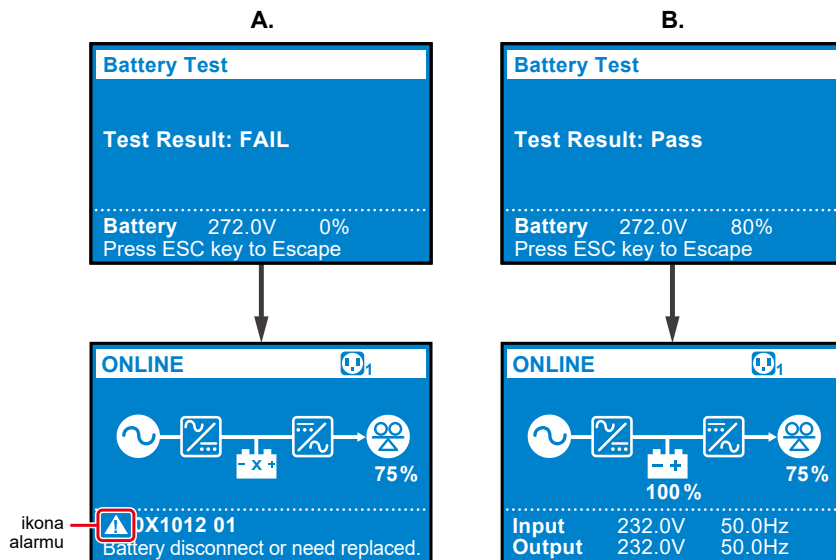 A.
Battery Test
Test Result: FAIL
Battery 272.0V 0%
Press ESC key to Escape
ONLINE 1
- x +
75%
ikona alarmu
0X1012 01
Battery disconnect or need replaced.
B.
Battery Test
Test Result: Pass
Battery 272.0V 80%
Press ESC key to Escape
ONLINE 1
- +
100 %
75%
Input 232.0V 50.0Hz
Output 232.0V 50.0Hz